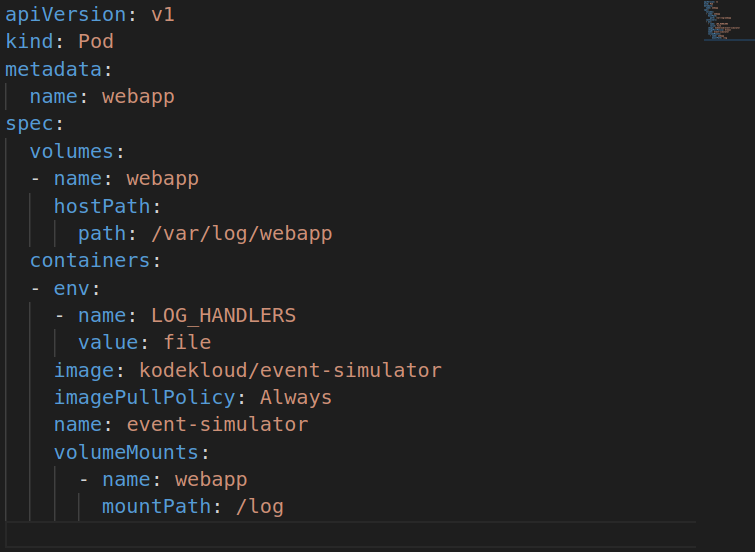 apiVersion: v1
kind: Pod
metadata:
  name: webapp
spec:
  volumes:
  - name: webapp
    hostPath:
      path: /var/log/webapp
  containers:
  - env:
    - name: LOG_HANDLERS
      value: file
    image: kodekloud/event-simulator
    imagePullPolicy: Always
    name: event-simulator
    volumeMounts:
      - name: webapp
        mountPath: /log